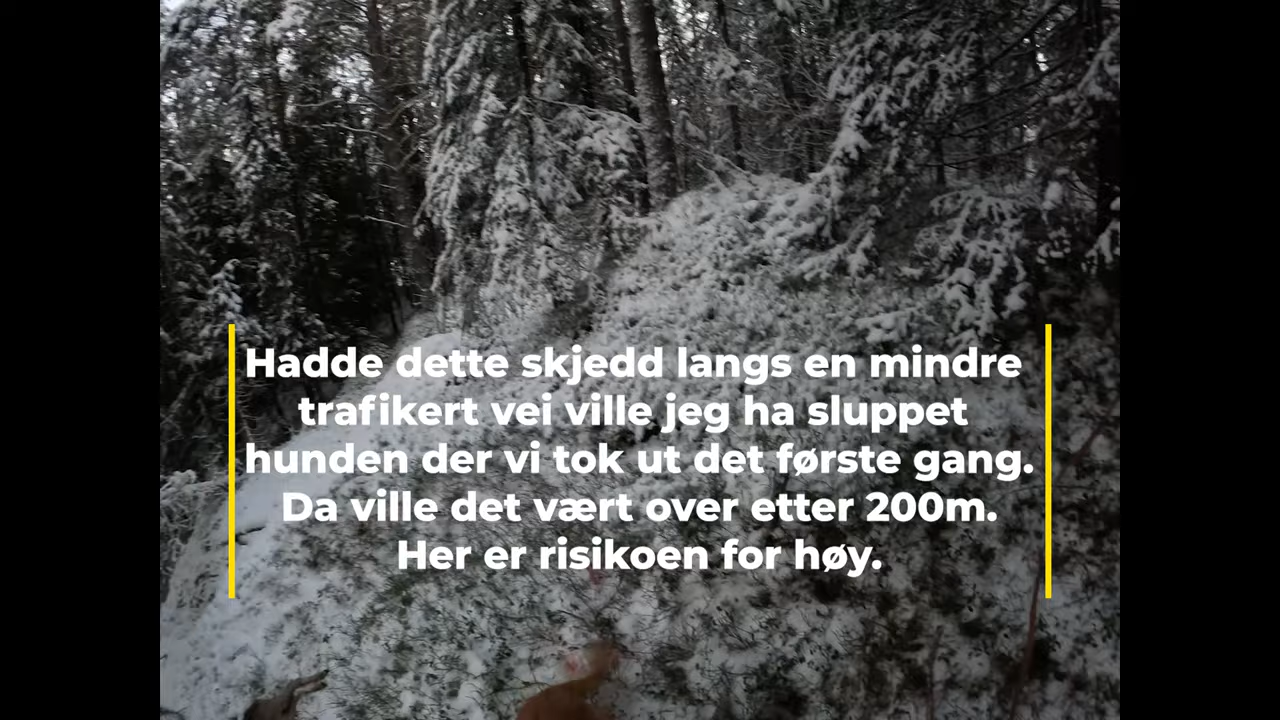 Hadde dette skjedd langs en mindre
trafikert vei ville jeg ha sluppet
hunden der vi tok ut det første gang.
Da ville det vært over etter 200m.
Her er risikoen for høy.